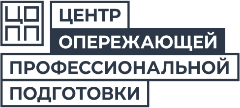 ЦОПП
ЦЕНТР
ОПЕРЕЖАЮЩЕЙ
ПРОФЕССИОНАЛЬНОЙ
ПОДГОТОВКИ